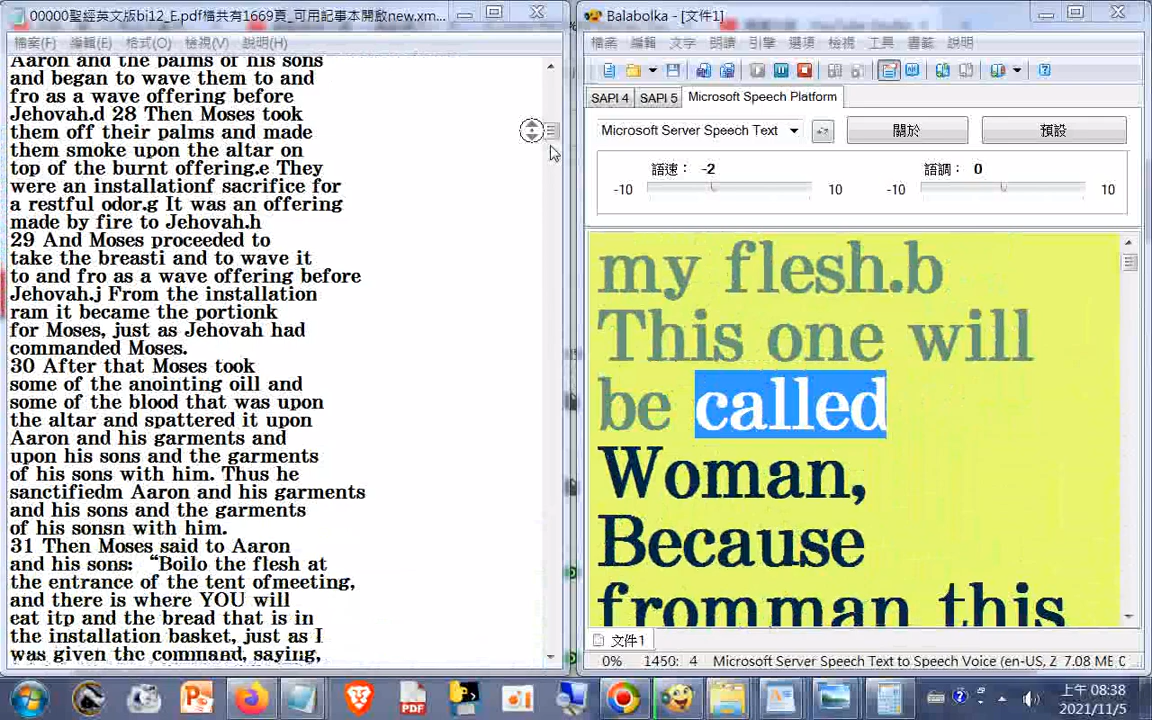 00000聖經英文版bi12_E.pdf檔共有1669頁_可用記事本開啟new.xm...
檔案(F) 編輯(E) 格式(O) 檢視(V) 說明(H)
Aaron and the palms of his sons
and began to wave them to and
fro as a wave offering before
Jehovah.d 28 Then Moses took
them off their palms and made
them smoke upon the altar on
top of the burnt offering.e They
were an installationf sacrifice for
a restful odor.g It was an offering
made by fire to Jehovah.h
29 And Moses proceeded to
take the breasti and to wave it
to and fro as a wave offering before
Jehovah.j From the installation
ram it became the portionk
for Moses, just as Jehovah had
commanded Moses.
30 After that Moses took
some of the anointing oill and
some of the blood that was upon
the altar and spattered it upon
Aaron and his garments and
upon his sons and the garments
of his sons with him. Thus he
sanctifiedm Aaron and his garments
and his sons and the garments
of his sonsn with him.
31 Then Moses said to Aaron
and his sons: “Boilo the flesh at
the entrance of the tent ofmeeting,
and there is where YOU will
eat itp and the bread that is in
the installation basket, just as I
was given the command, saying,
Balabolka - [文件1]
檔案 編輯 文字 朗讀 引擎 選項 檢視 工具 書籤 說明
SAPI 4 SAPI 5 Microsoft Speech Platform
Microsoft Server Speech Text 關於 預設
語速： -2 語調： 0
-10 10 -10 10
my flesh.b
This one will
be called
Woman,
Because
fromman this
文件1
0% 1450: 4 Microsoft Server Speech Text to Speech Voice (en-US, Z 7.08 MB
PDF
上午 08:38
2021/11/5